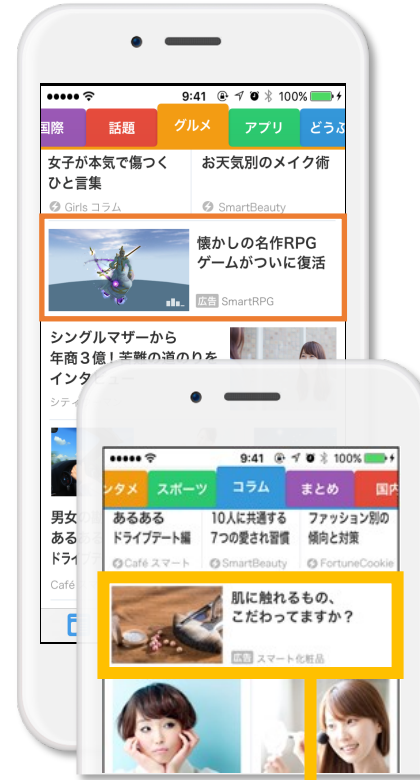 9:41 100%
国際 話題 グルメ アプリ どうぶ
女子が本気で傷つく
ひと言集
Girls コラム
お天気別のメイク術
SmartBeauty
懐かしの名作RPG
ゲームがついに復活
広告 SmartRPG
シングルマザーから
年商3億！苦難の道のりを
インタ
シティ
男女
ある
ドライ
Café
9:41 100%
ンタメ スポーツ コラム まとめ 国内
あるある
ドライブデート編
Café スマート
10人に共通する
7つの愛され習慣
SmartBeauty
ファッション別の
傾向と対策
FortuneCookie
肌に触れるもの、
こだわってますか？
広告 スマート化粧品